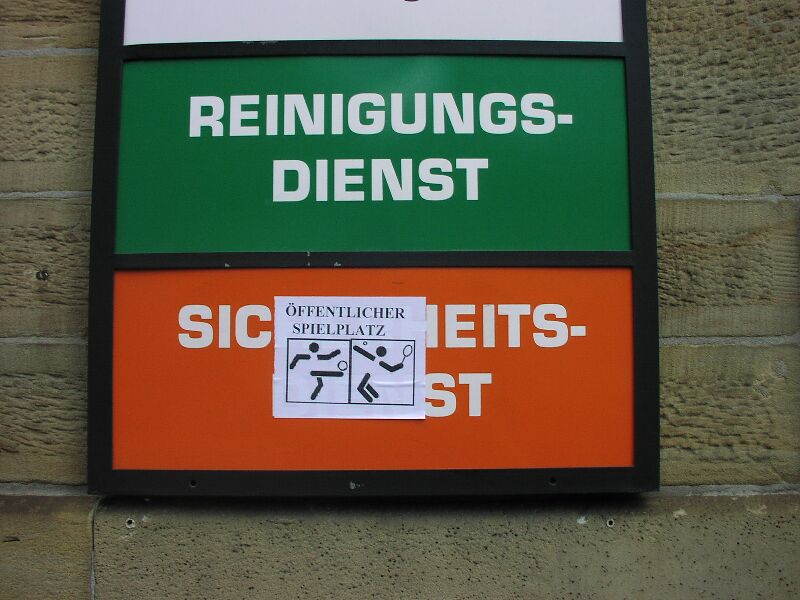 REINIGUNGS-
DIENST
SIC
HEITS-
ÖFFENTLICHER
SPIELPLATZ
ST